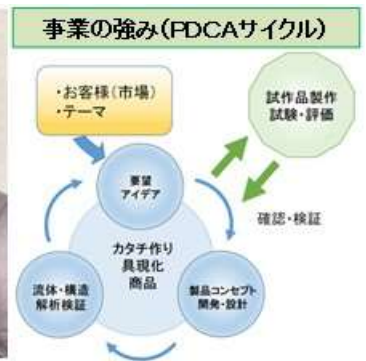 事業の強み(PDCAサイクル)
・お客様(市場)
・テーマ
試作品製作
試験・評価
要望
アイデア
確認・検証
カタチ作り
具現化
商品
流体・構造
解析検証
製品コンセプト
開発・設計